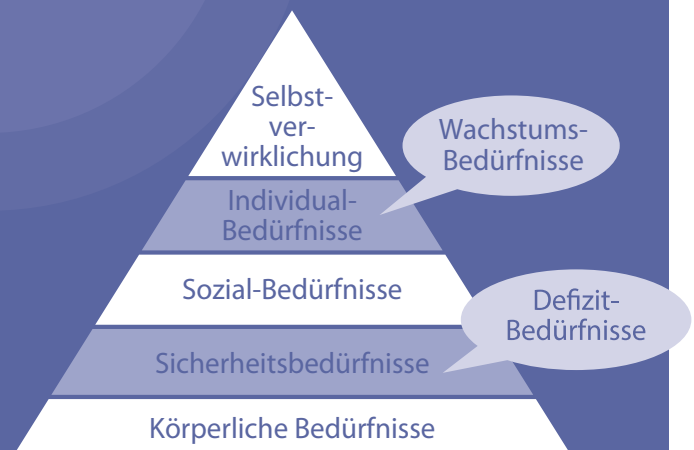 Selbst-
ver-
wirklichung
Wachstums-
Bedürfnisse
Individual-
Bedürfnisse
Sozial-Bedürfnisse
Defizit-
Bedürfnisse
Sicherheitsbedürfnisse
Körperliche Bedürfnisse